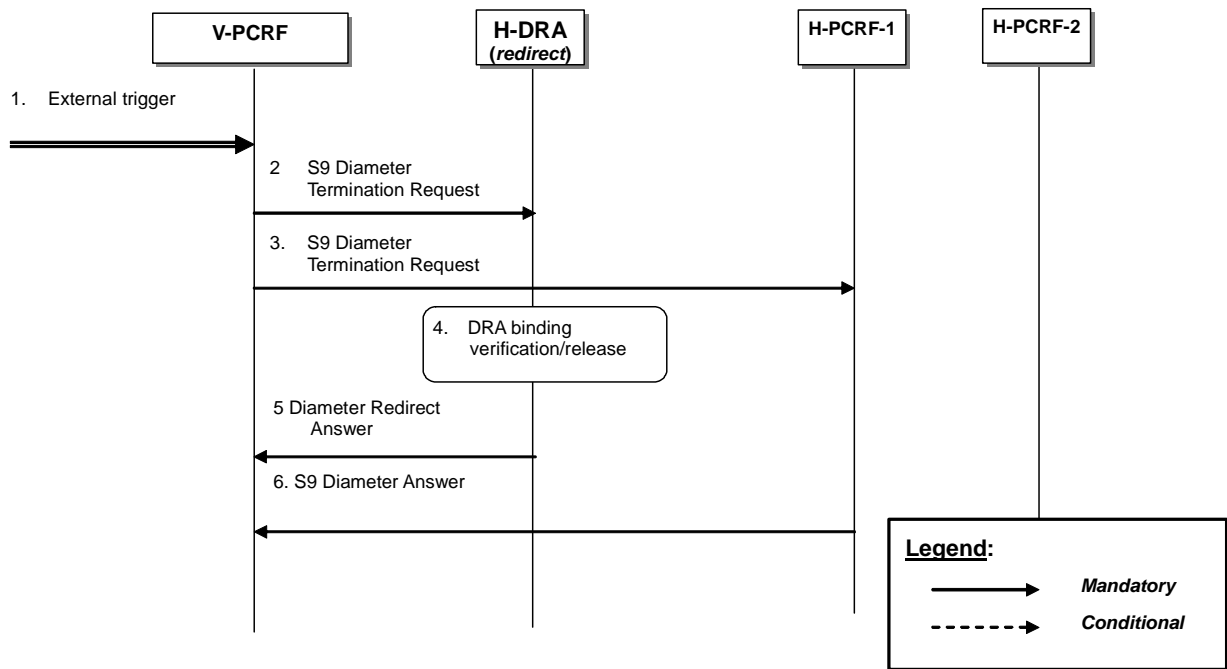 V-PCRF
H-DRA
(redirect)
H-PCRF-1
H-PCRF-2
1. External trigger
2 S9 Diameter
Termination Request
3. S9 Diameter
Termination Request
4. DRA binding
verification/release
5 Diameter Redirect
Answer
6. S9 Diameter Answer
Legend:
Mandatory
Conditional